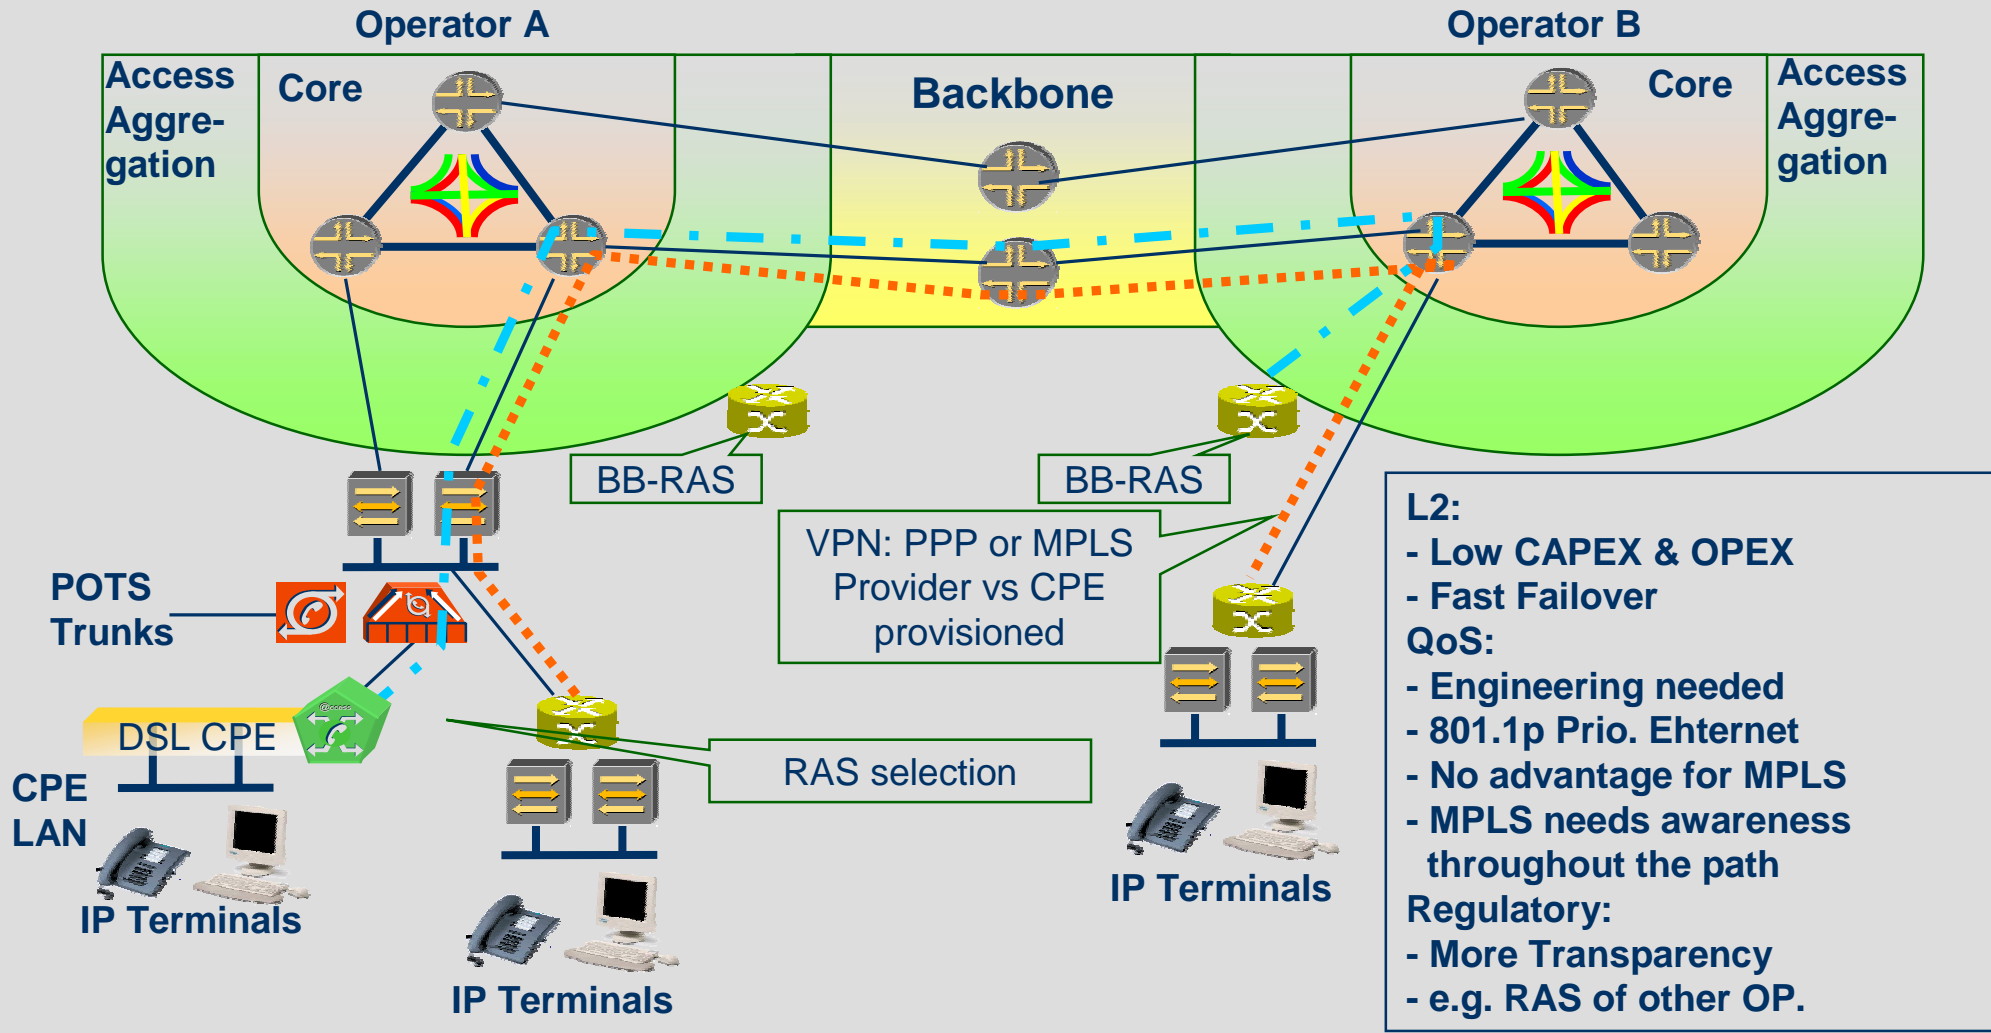 Operator A
Operator B
Access
Aggre-
gation
Core
Backbone
Core
Access
Aggre-
gation
BB-RAS
BB-RAS
VPN: PPP or MPLS
Provider vs CPE
provisioned
POTS
Trunks
@ccess
DSL CPE
RAS selection
CPE
LAN
IP Terminals
IP Terminals
IP Terminals
L2:
- Low CAPEX & OPEX
- Fast Failover
QoS:
- Engineering needed
- 801.1p Prio. Ehternet
- No advantage for MPLS
- MPLS needs awareness
throughout the path
Regulatory:
- More Transparency
- e.g. RAS of other OP.